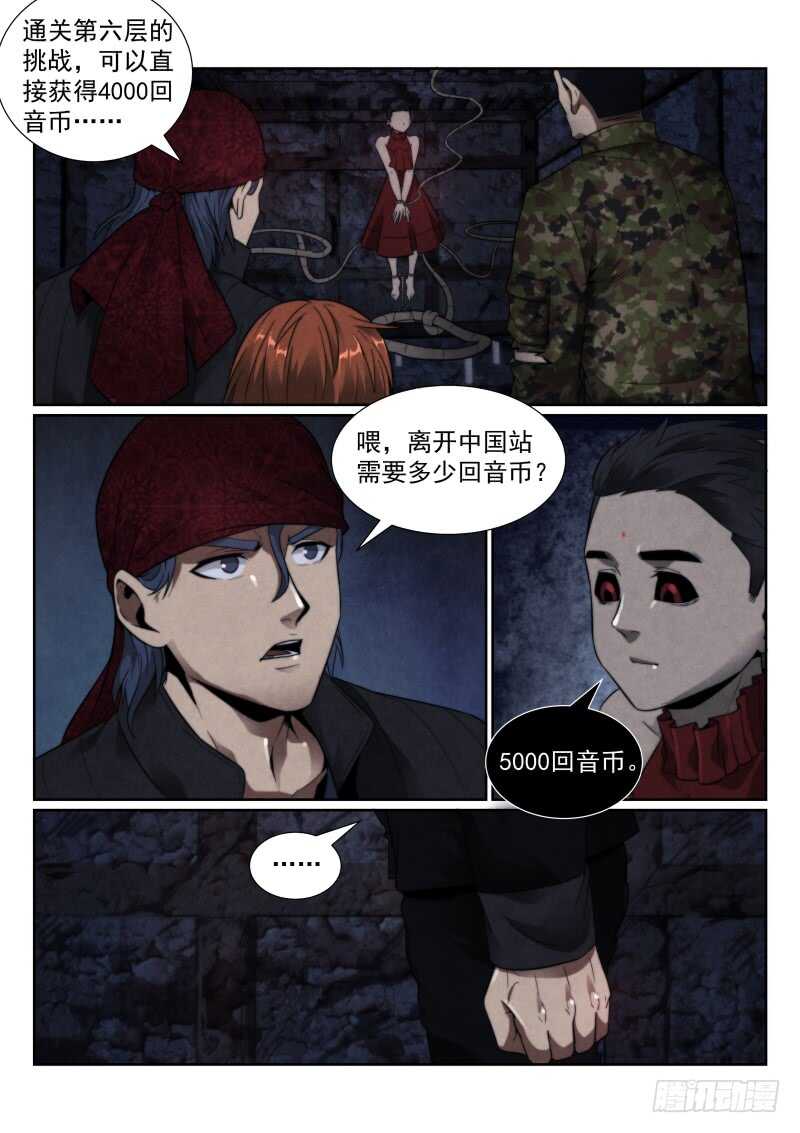 通关第六层的
挑战，可以直
接获得4000回
音币……
喂，离开中国站
需要多少回音币？
5000回音币。
……
腾讯动漫